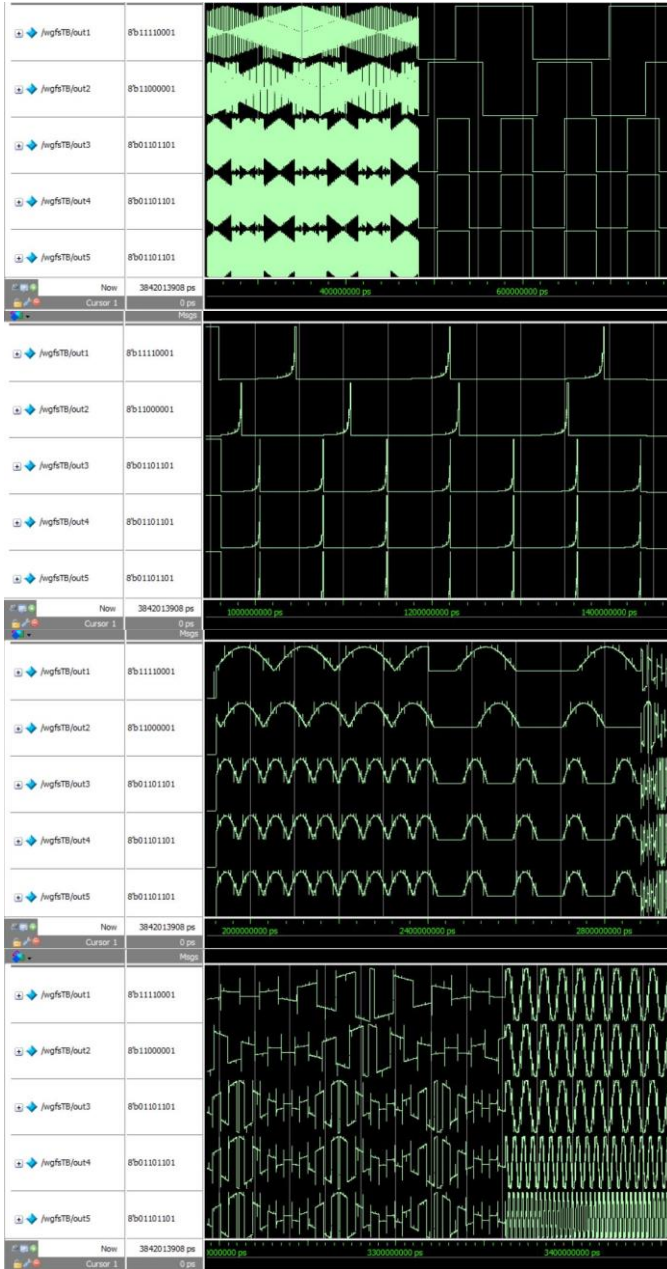 /wgfsTB/out1 8'b11110001
/wgfsTB/out2 8'b11000001
/wgfsTB/out3 8'b01101101
/wgfsTB/out4 8'b01101101
/wgfsTB/out5 8'b01101101
Now 3842013908 ps 400000000 ps 600000000 ps
Cursor 1 0 ps
Msgs
/wgfsTB/out1 8'b11110001
/wgfsTB/out2 8'b11000001
/wgfsTB/out3 8'b01101101
/wgfsTB/out4 8'b01101101
/wgfsTB/out5 8'b01101101
Now 3842013908 ps 1000000000 ps 1200000000 ps 1400000000 ps
Cursor 1 0 ps
Msgs
/wgfsTB/out1 8'b11110001
/wgfsTB/out2 8'b11000001
/wgfsTB/out3 8'b01101101
/wgfsTB/out4 8'b01101101
/wgfsTB/out5 8'b01101101
Now 3842013908 ps 2000000000 ps 2400000000 ps 2800000000 ps
Cursor 1 0 ps
Msgs
/wgfsTB/out1 8'b11110001
/wgfsTB/out2 8'b11000001
/wgfsTB/out3 8'b01101101
/wgfsTB/out4 8'b01101101
/wgfsTB/out5 8'b01101101
Now 3842013908 ps 3300000000 ps 3400000000 ps
Cursor 1 0 ps